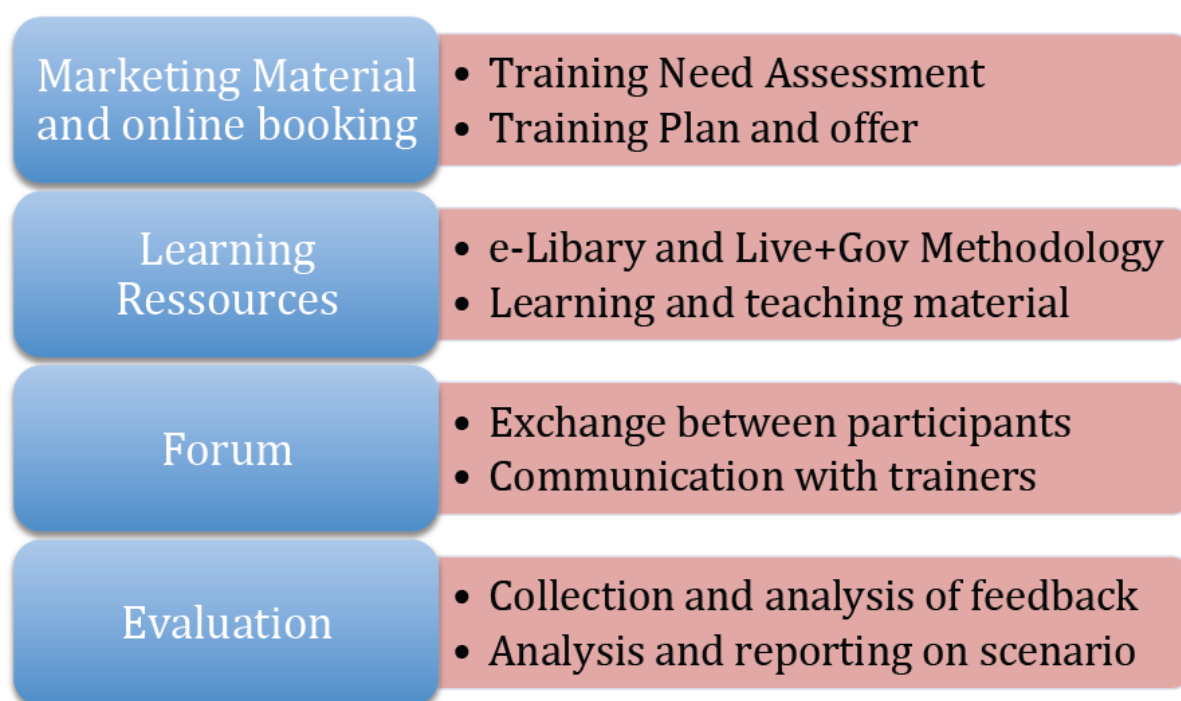 Marketing Material
and online booking
• Training Need Assessment
• Training Plan and offer
Learning
Ressources
• e-Libary and Live+Gov Methodology
• Learning and teaching material
Forum
• Exchange between participants
• Communication with trainers
Evaluation
• Collection and analysis of feedback
• Analysis and reporting on scenario